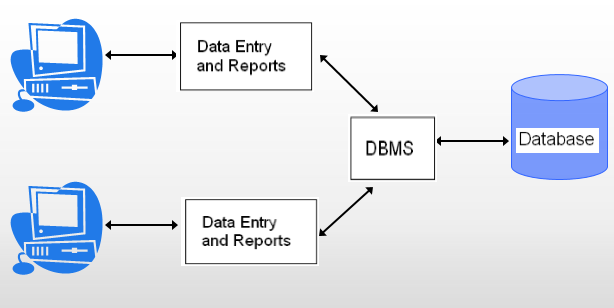 Data Entry
and Reports
DBMS
Database
Data Entry
and Reports